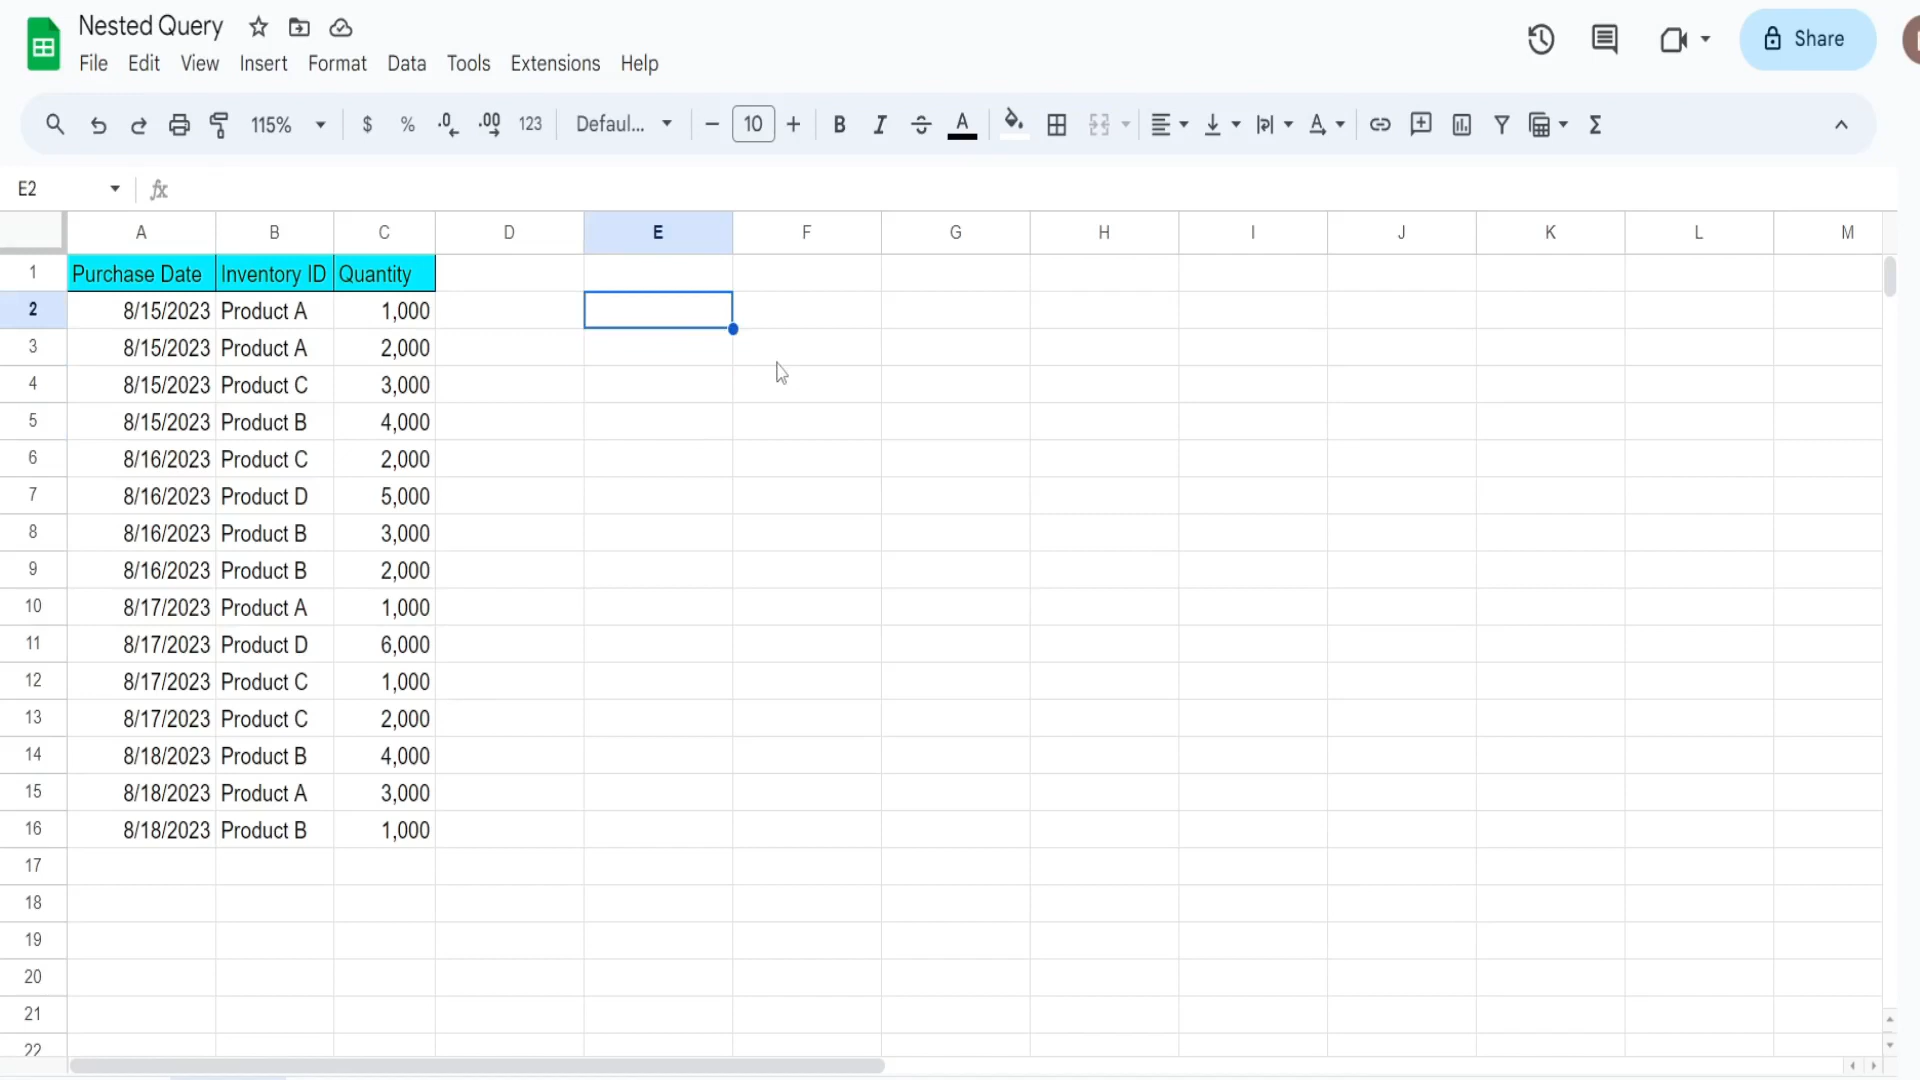 Nested Query
File Edit View Insert Format Data Tools Extensions Help
Share
115% $ % .0 .00 123 Defaul... 10 B I A A Σ
E2 fx
A B C D E F G H I J K L M
1 Purchase Date Inventory ID Quantity
2 8/15/2023 Product A 1,000
3 8/15/2023 Product A 2,000
4 8/15/2023 Product C 3,000
5 8/15/2023 Product B 4,000
6 8/16/2023 Product C 2,000
7 8/16/2023 Product D 5,000
8 8/16/2023 Product B 3,000
9 8/16/2023 Product B 2,000
10 8/17/2023 Product A 1,000
11 8/17/2023 Product D 6,000
12 8/17/2023 Product C 1,000
13 8/17/2023 Product C 2,000
14 8/18/2023 Product B 4,000
15 8/18/2023 Product A 3,000
16 8/18/2023 Product B 1,000
17
18
19
20
21
22